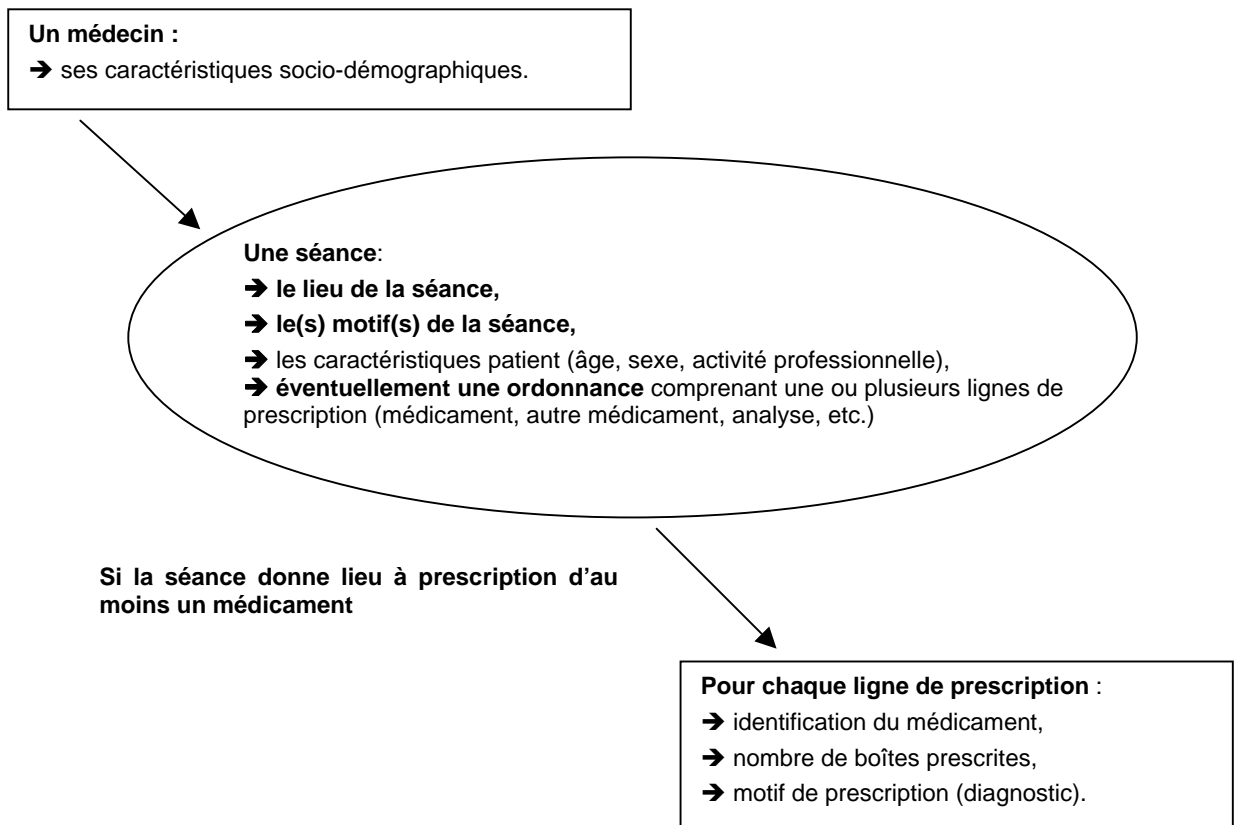 Un médecin :
➔ ses caractéristiques socio-démographiques.
Une séance:
➔ le lieu de la séance,
➔ le(s) motif(s) de la séance,
➔ les caractéristiques patient (âge, sexe, activité professionnelle),
➔ éventuellement une ordonnance comprenant une ou plusieurs lignes de
prescription (médicament, autre médicament, analyse, etc.)
Si la séance donne lieu à prescription d’au
moins un médicament
Pour chaque ligne de prescription :
➔ identification du médicament,
➔ nombre de boîtes prescrites,
➔ motif de prescription (diagnostic).